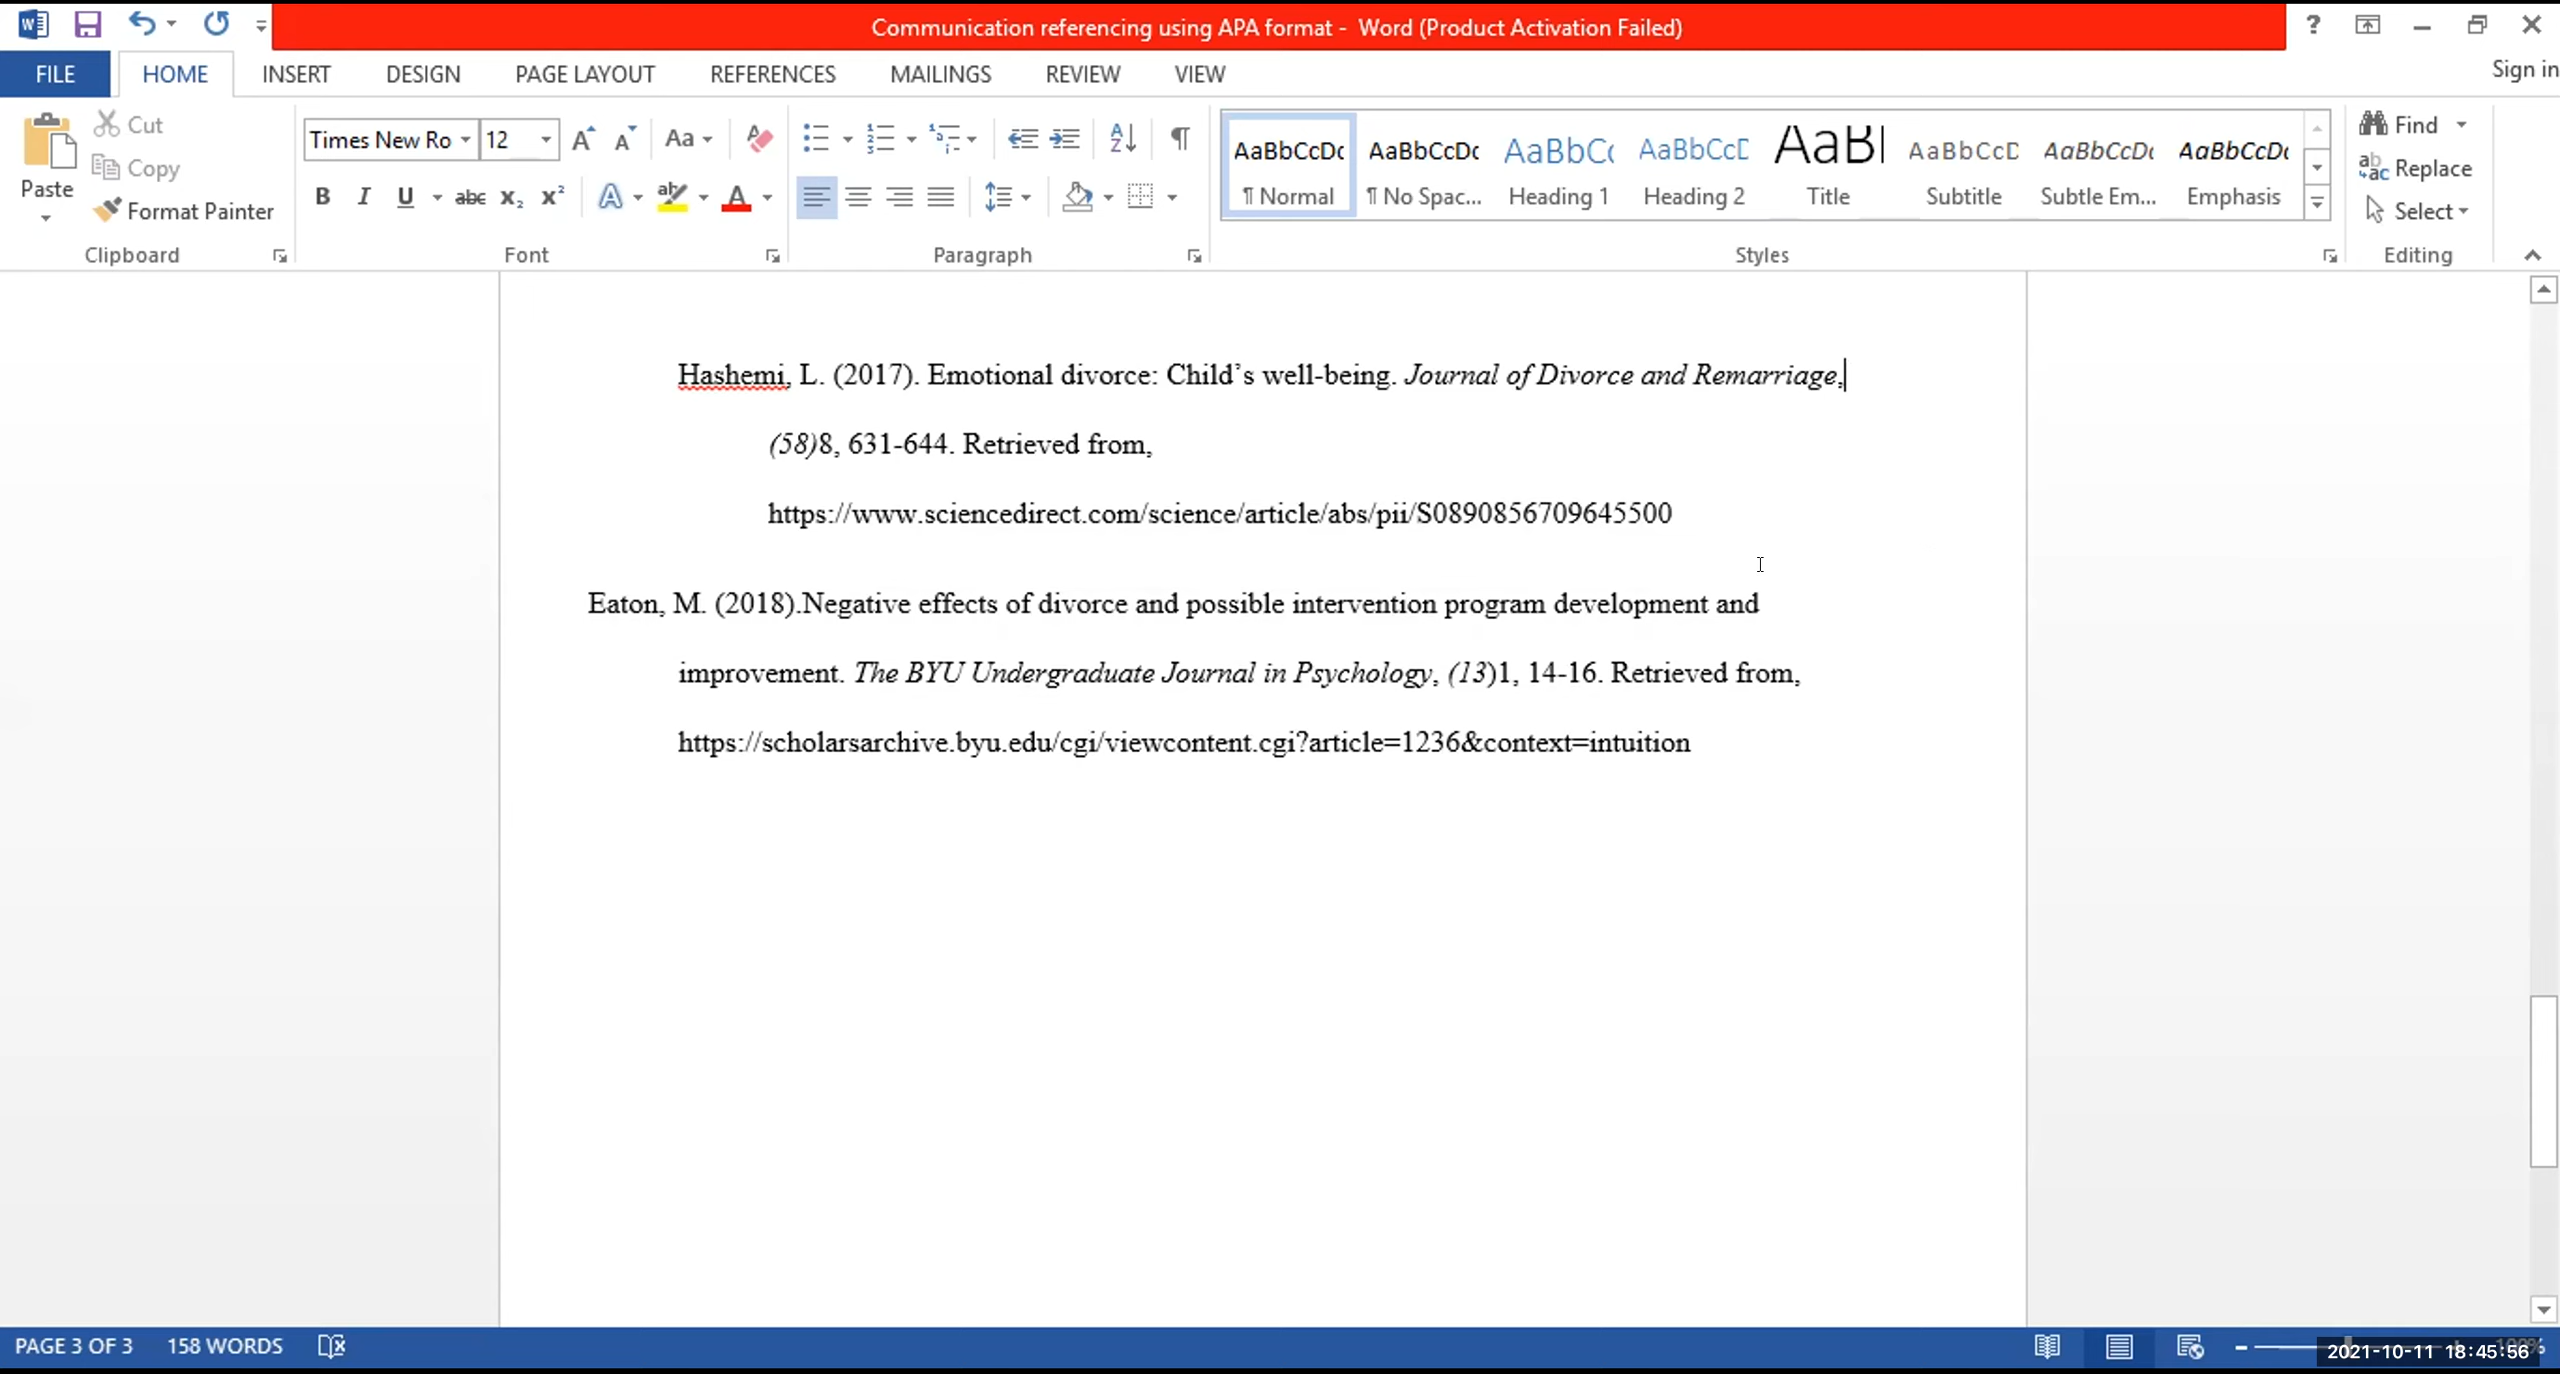 Communication referencing using APA format - Word (Product Activation Failed)
?
FILE HOME INSERT DESIGN PAGE LAYOUT REFERENCES MAILINGS REVIEW VIEW Sign in
Paste
Cut
Copy
Format Painter
Clipboard
Times New Ro 12
Aa
B I U abc X₂ X²
Font
Paragraph
AaBbCcDc AaBbCcDc AaBbC( AaBbCcD AaB AaBbCcD AaBbCcDc AaBbCcDc
¶ Normal ¶ No Spac... Heading 1 Heading 2 Title Subtitle Subtle Em... Emphasis
Styles
Find
Replace
Select
Editing
Hashemi, L. (2017). Emotional divorce: Child’s well-being. Journal of Divorce and Remarriage,
(58)8, 631-644. Retrieved from,
https://www.sciencedirect.com/science/article/abs/pii/S0890856709645500
Eaton, M. (2018).Negative effects of divorce and possible intervention program development and
improvement. The BYU Undergraduate Journal in Psychology, (13)1, 14-16. Retrieved from,
https://scholarsarchive.byu.edu/cgi/viewcontent.cgi?article=1236&context=intuition
PAGE 3 OF 3 158 WORDS
2021-10-11 18:45:56